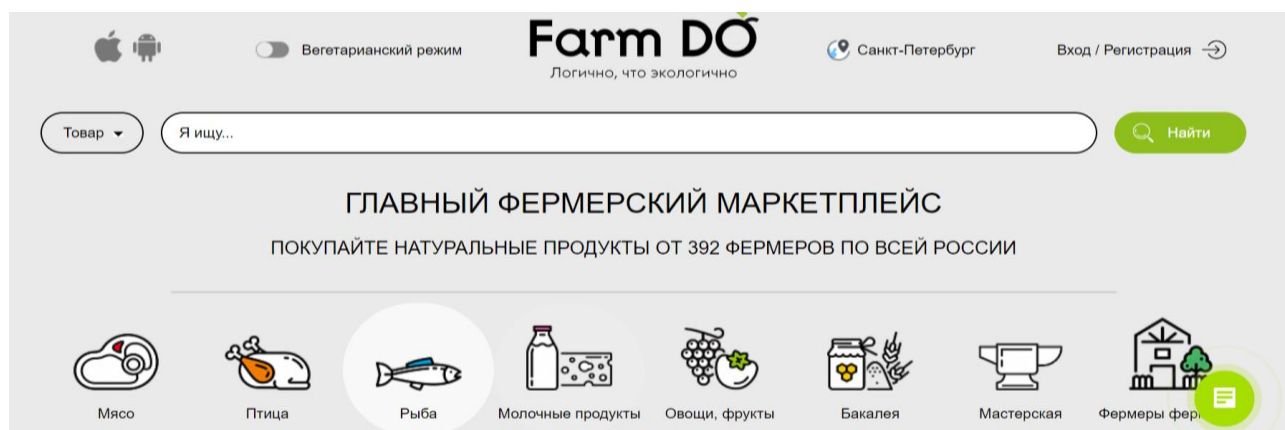 Вегетарианский режим
Farm DO
Логично, что экологично
Санкт-Петербург
Вход / Регистрация
Товар
Я ищу...
Найти
ГЛАВНЫЙ ФЕРМЕРСКИЙ МАРКЕТПЛЕЙС
ПОКУПАЙТЕ НАТУРАЛЬНЫЕ ПРОДУКТЫ ОТ 392 ФЕРМЕРОВ ПО ВСЕЙ РОССИИ
Мясо
Птица
Рыба
Молочные продукты
Овощи, фрукты
Бакалея
Мастерская
Фермеры